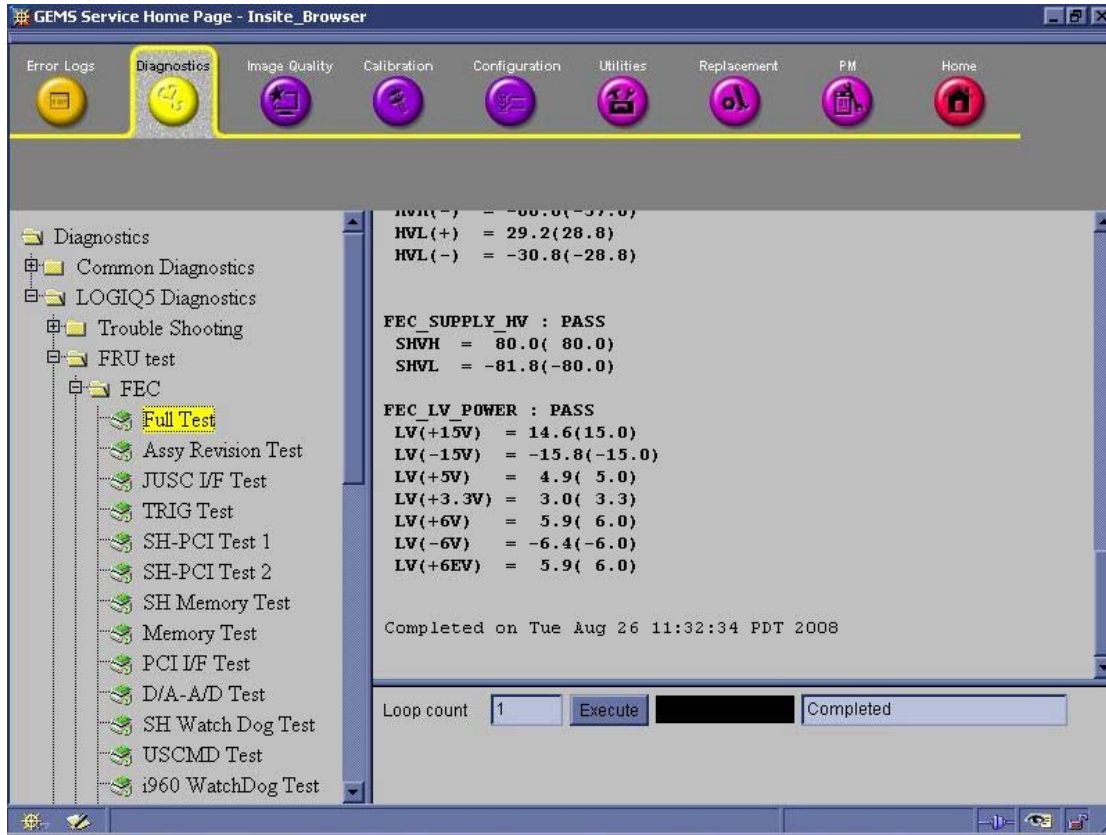 GEMS Service Home Page - Insite_Browser
Error Logs Diagnostics Image Quality Calibration Configuration Utilities Replacement PM Home
Diagnostics
Common Diagnostics
LOGIQ5 Diagnostics
Trouble Shooting
FRU test
FEC
Full Test
Assy Revision Test
JUSC I/F Test
TRIG Test
SH-PCI Test 1
SH-PCI Test 2
SH Memory Test
Memory Test
PCI I/F Test
D/A-A/D Test
SH Watch Dog Test
USCMD Test
i960 WatchDog Test
HVL(+) = 29.2(28.8)
HVL(-) = -30.8(-28.8)
FEC_SUPPLY_HV : PASS
SHVH = 80.0( 80.0)
SHVL = -81.8(-80.0)
FEC_LV_POWER : PASS
LV(+15V) = 14.6(15.0)
LV(-15V) = -15.8(-15.0)
LV(+5V) = 4.9( 5.0)
LV(+3.3V) = 3.0( 3.3)
LV(+6V) = 5.9( 6.0)
LV(-6V) = -6.4(-6.0)
LV(+6EV) = 5.9( 6.0)
Completed on Tue Aug 26 11:32:34 PDT 2008
Loop count 1 Execute Completed